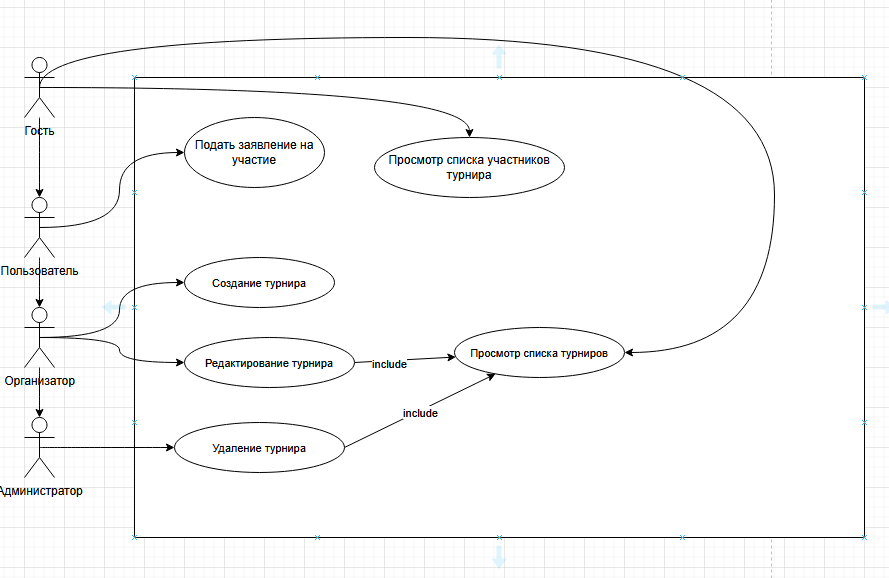 Гость
Подать заявление на
участие
Просмотр списка участников
турнира
Пользователь
Создание турнира
Организатор
Редактирование турнира
include
Просмотр списка турниров
include
Удаление турнира
Администратор